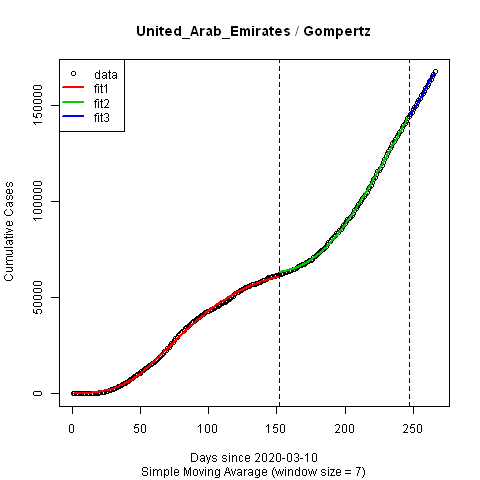 United_Arab_Emirates / Gompertz
data
fit1
fit2
fit3
Cumulative Cases
150000
100000
50000
0
0 50 100 150 200 250
Days since 2020-03-10
Simple Moving Avarage (window size = 7)